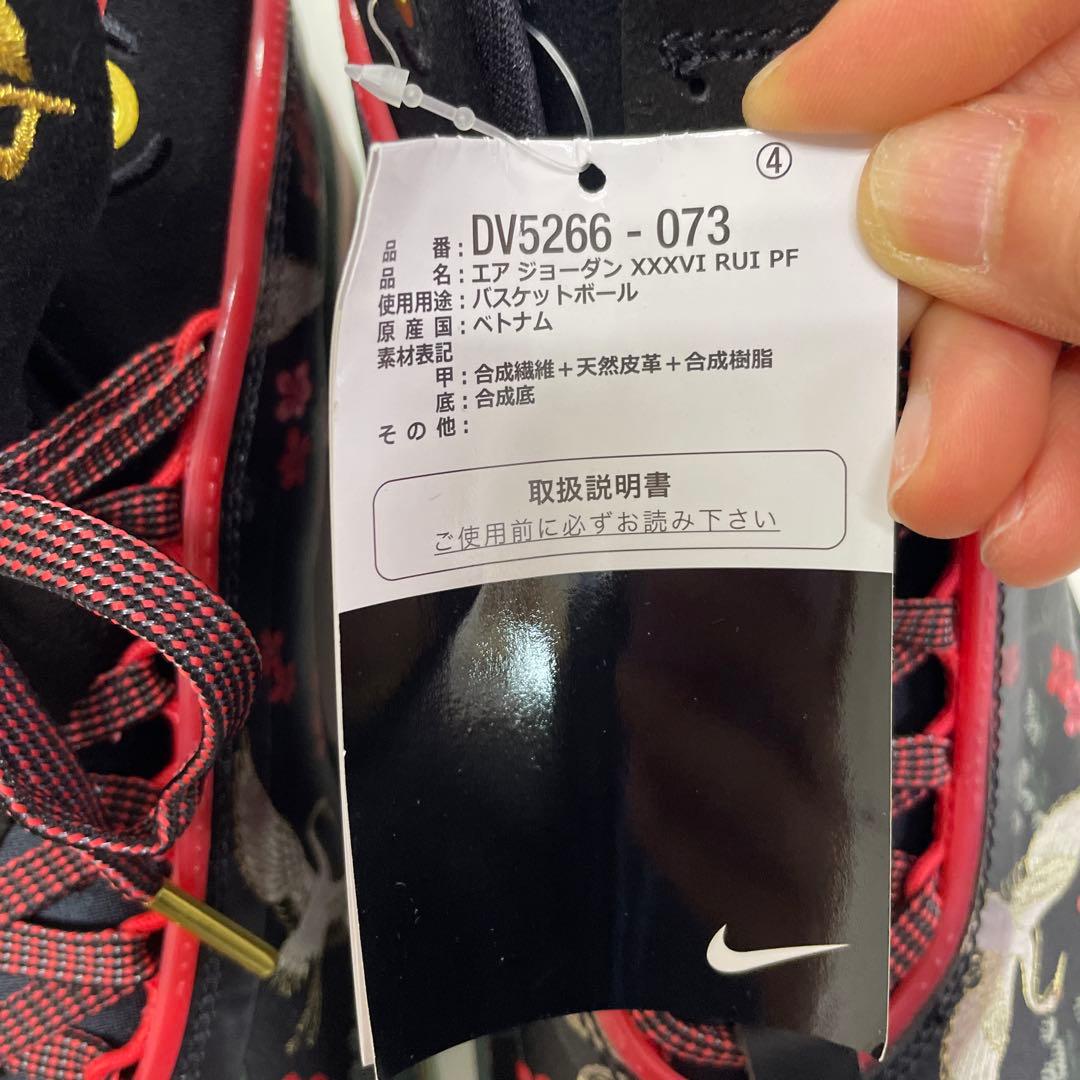 ④
品番：DV5266 - 073
品名：エア ジョーダン XXXVI RUI PF
使用用途：バスケットボール
原産国：ベトナム
素材表記
甲：合成繊維＋天然皮革＋合成樹脂
底：合成底
その他：
取扱説明書
ご使用前に必ずお読み下さい